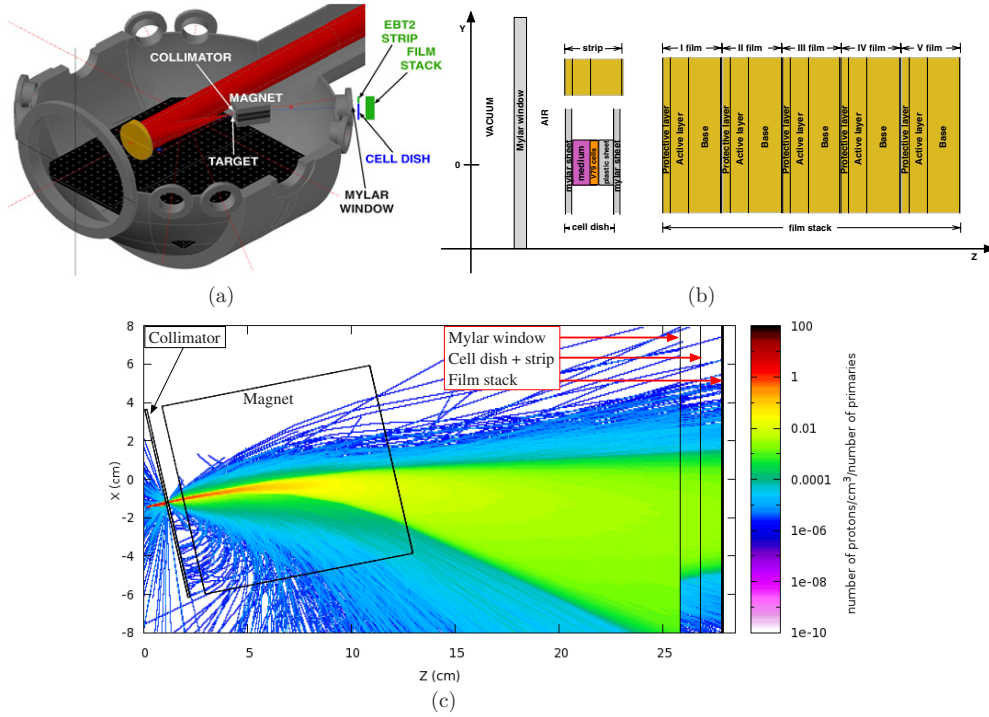 EBT2
STRIP
FILM
STACK
COLLIMATOR
MAGNET
TARGET
CELL DISH
MYLAR
WINDOW
(a)
Y
0
Z
VACUUM
Mylar window
AIR
strip
mylar sheet
medium
V79 cells
plastic sheet
mylar sheet
cell dish
I film
II film
III film
IV film
V film
Protective layer
Active layer
Base
Protective layer
Active layer
Base
Protective layer
Active layer
Base
Protective layer
Active layer
Base
Protective layer
Active layer
Base
film stack
(b)
Collimator
Magnet
Mylar window
Cell dish + strip
Film stack
X (cm)
8
6
4
2
0
-2
-4
-6
-8
0
5
10
15
20
25
Z (cm)
100
1
0.01
0.0001
1e-06
1e-08
1e-10
number of protons/cm³/number of primaries
(c)